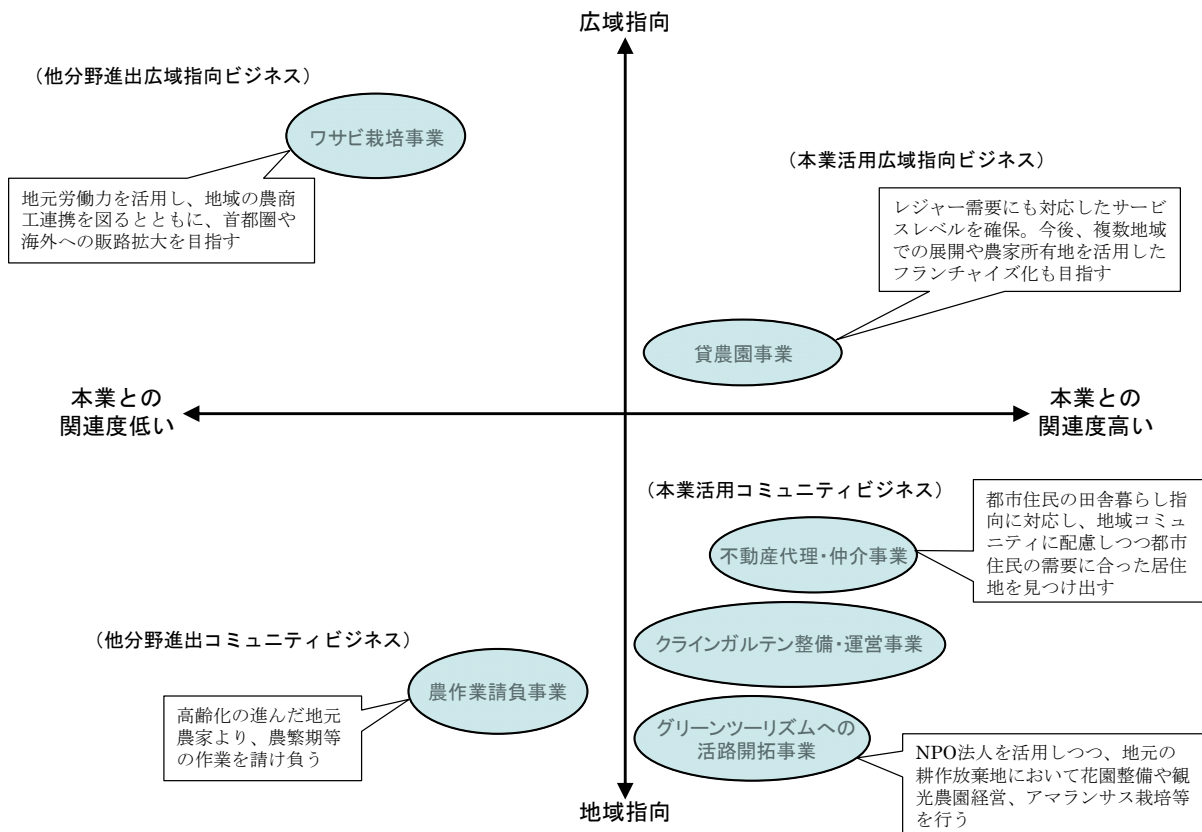 広域指向
(他分野進出広域指向ビジネス)
ワサビ栽培事業
地元労働力を活用し、地域の農商
工連携を図るとともに、首都圏や
海外への販路拡大を目指す
(本業活用広域指向ビジネス)
レジャー需要にも対応したサービ
スレベルを確保。今後、複数地域
での展開や農家所有地を活用した
フランチャイズ化も目指す
貸農園事業
本業との
関連度低い
本業との
関連度高い
(本業活用コミュニティビジネス)
都市住民の田舎暮らし指
向に対応し、地域コミュ
ニティに配慮しつつ都市
住民の需要に合った居住
地を見つけ出す
不動産代理・仲介事業
クラインガルテン整備・運営事業
(他分野進出コミュニティビジネス)
農作業請負事業
高齢化の進んだ地元
農家より、農繁期等
の作業を請け負う
グリーンツーリズムへの
活路開拓事業
NPO法人を活用しつつ、地元の
耕作放棄地において花園整備や観
光農園経営、アマランサス栽培等
を行う
地域指向